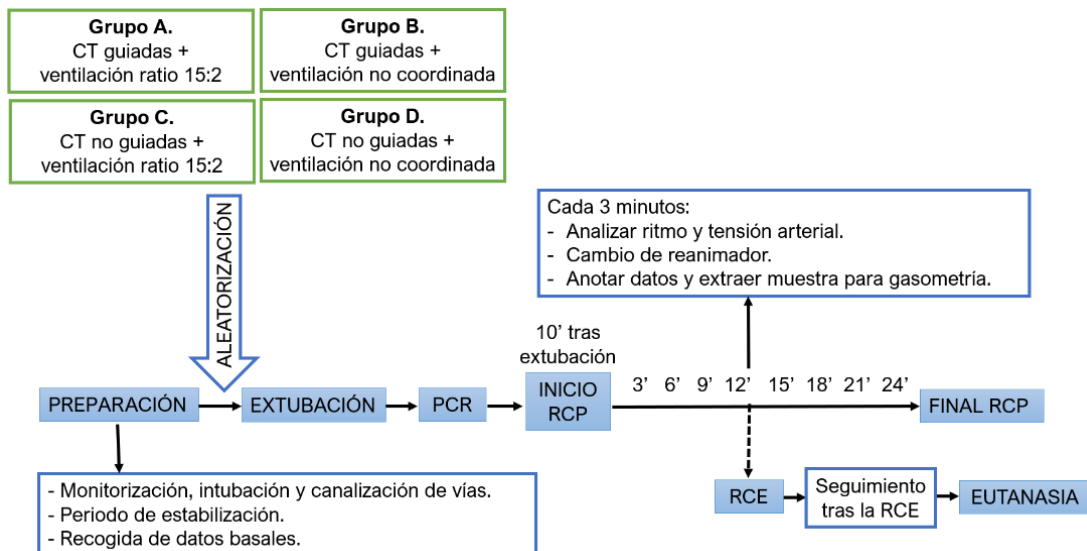 Grupo A.
CT guiadas +
ventilación ratio 15:2
Grupo B.
CT guiadas +
ventilación no coordinada
Grupo C.
CT no guiadas +
ventilación ratio 15:2
Grupo D.
CT no guiadas +
ventilación no coordinada
ALEATORIZACIÓN
Cada 3 minutos:
- Analizar ritmo y tensión arterial.
- Cambio de reanimador.
- Anotar datos y extraer muestra para gasometría.
10’ tras
extubación
PREPARACIÓN
EXTUBACIÓN
PCR
INICIO
RCP
3’ 6’ 9’ 12’ 15’ 18’ 21’ 24’
FINAL RCP
- Monitorización, intubación y canalización de vías.
- Periodo de estabilización.
- Recogida de datos basales.
RCE
Seguimiento
tras la RCE
EUTANASIA